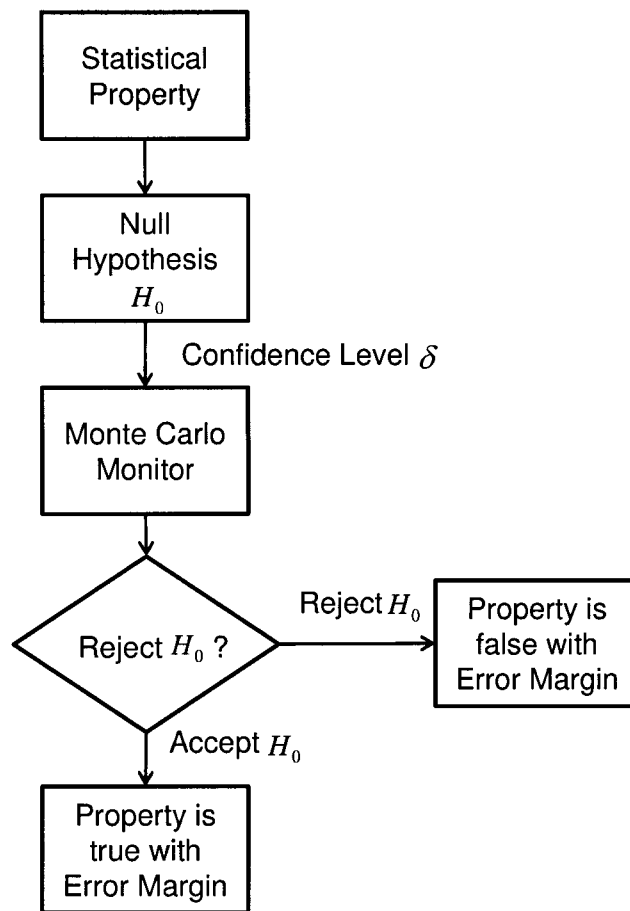 Statistical
Property
Null
Hypothesis
H₀
Confidence Level δ
Monte Carlo
Monitor
Reject H₀ ?
Reject H₀
Property is
false with
Error Margin
Accept H₀
Property is
true with
Error Margin